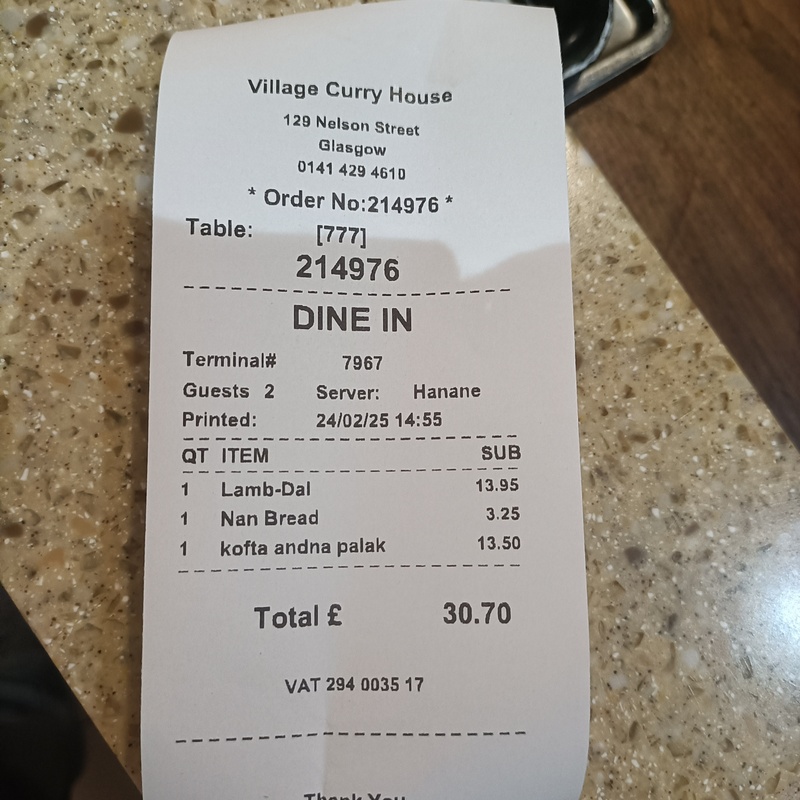 Village Curry House
129 Nelson Street
Glasgow
0141 429 4610
* Order No:214976 *
Table: [777]
214976
DINE IN
Terminal# 7967
Guests 2 Server: Hanane
Printed: 24/02/25 14:55
QT ITEM SUB
1 Lamb-Dal 13.95
1 Nan Bread 3.25
1 kofta andna palak 13.50
Total £ 30.70
VAT 294 0035 17
Thank You